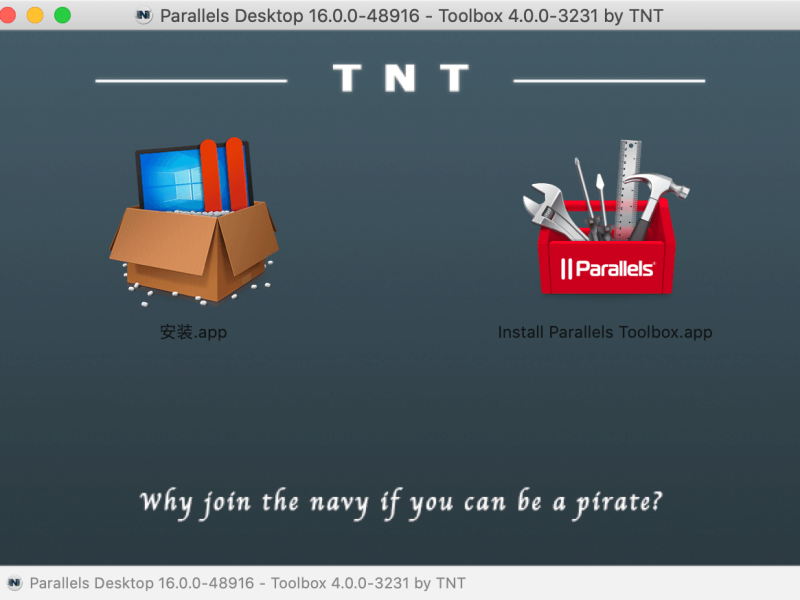 Parallels Desktop 16.0.0-48916 - Toolbox 4.0.0-3231 by TNT
TNT
Parallels
安装.app
Install Parallels Toolbox.app
Why join the navy if you can be a pirate?
Parallels Desktop 16.0.0-48916 - Toolbox 4.0.0-3231 by TNT